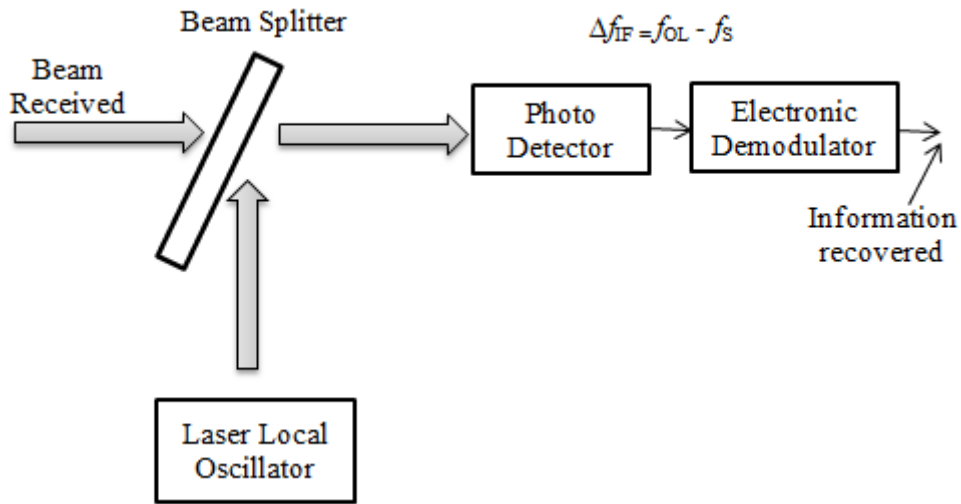 Beam Splitter
Δf_IF = f_OL - f_S
Beam
Received
Photo
Detector
Electronic
Demodulator
Information
recovered
Laser Local
Oscillator